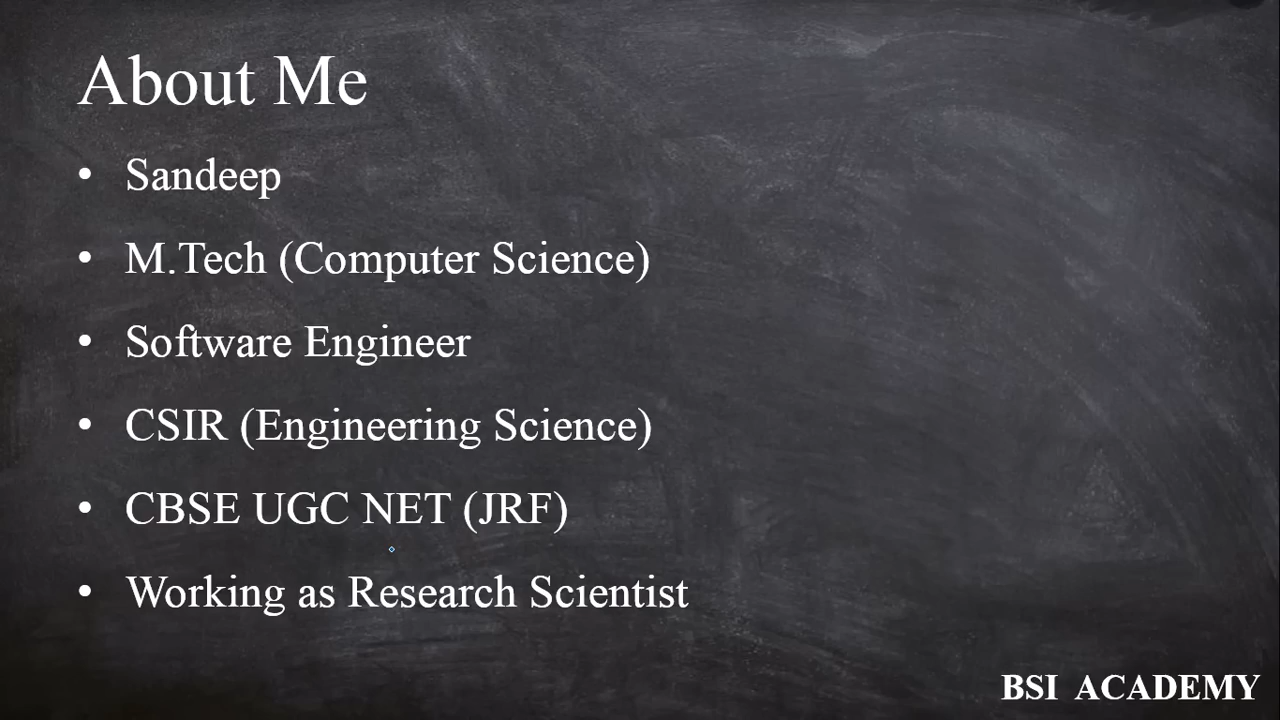 About Me
• Sandeep
• M.Tech (Computer Science)
• Software Engineer
• CSIR (Engineering Science)
• CBSE UGC NET (JRF)
• Working as Research Scientist
BSI ACADEMY